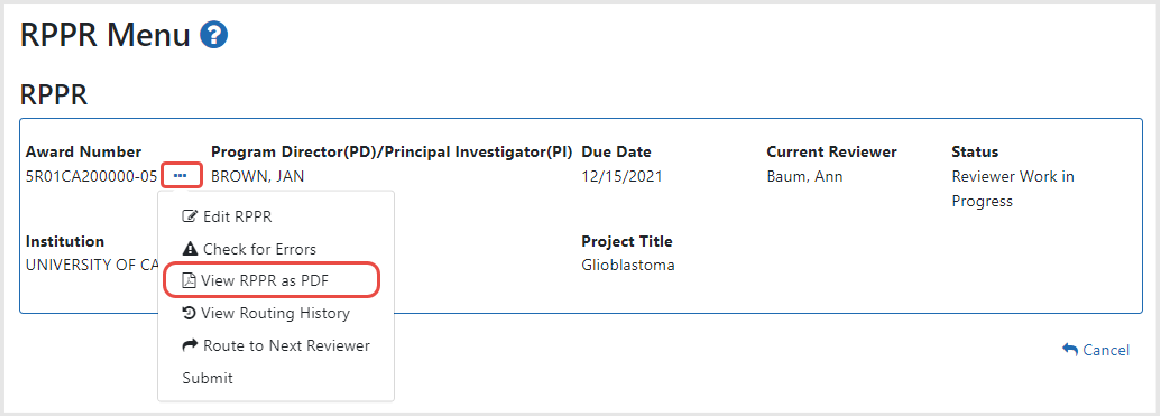 RPPR Menu ?
RPPR
Award Number
5R01CA200000-05 ...
Program Director(PD)/Principal Investigator(PI)
BROWN, JAN
Due Date
12/15/2021
Current Reviewer
Baum, Ann
Status
Reviewer Work in
Progress
Edit RPPR
Check for Errors
View RPPR as PDF
View Routing History
Route to Next Reviewer
Submit
Institution
UNIVERSITY OF CA
Project Title
Glioblastoma
Cancel